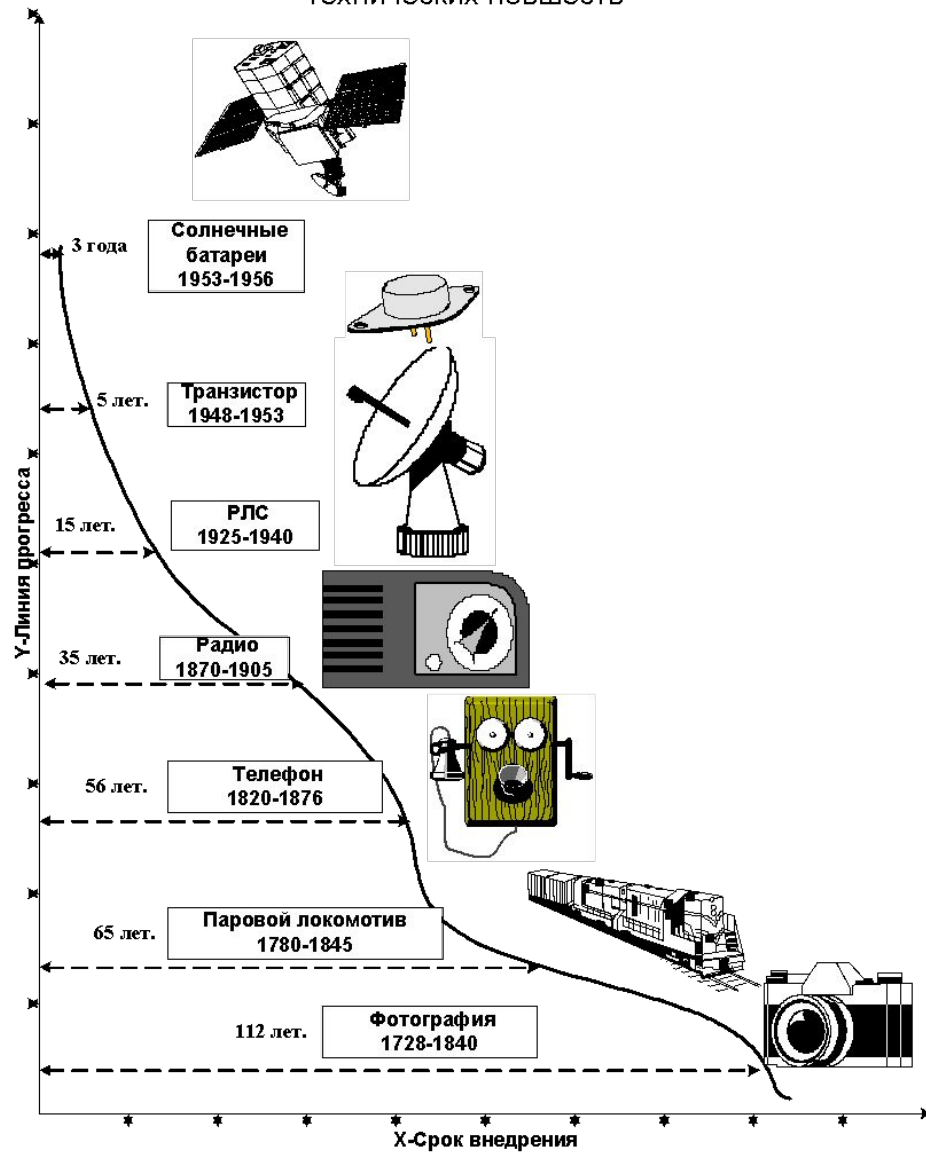 3 года
Солнечные
батареи
1953-1956
5 лет.
Транзистор
1948-1953
15 лет.
РЛС
1925-1940
Y-Линия прогресса
35 лет.
Радио
1870-1905
56 лет.
Телефон
1820-1876
65 лет.
Паровой локомотив
1780-1845
112 лет.
Фотография
1728-1840
X-Срок внедрения